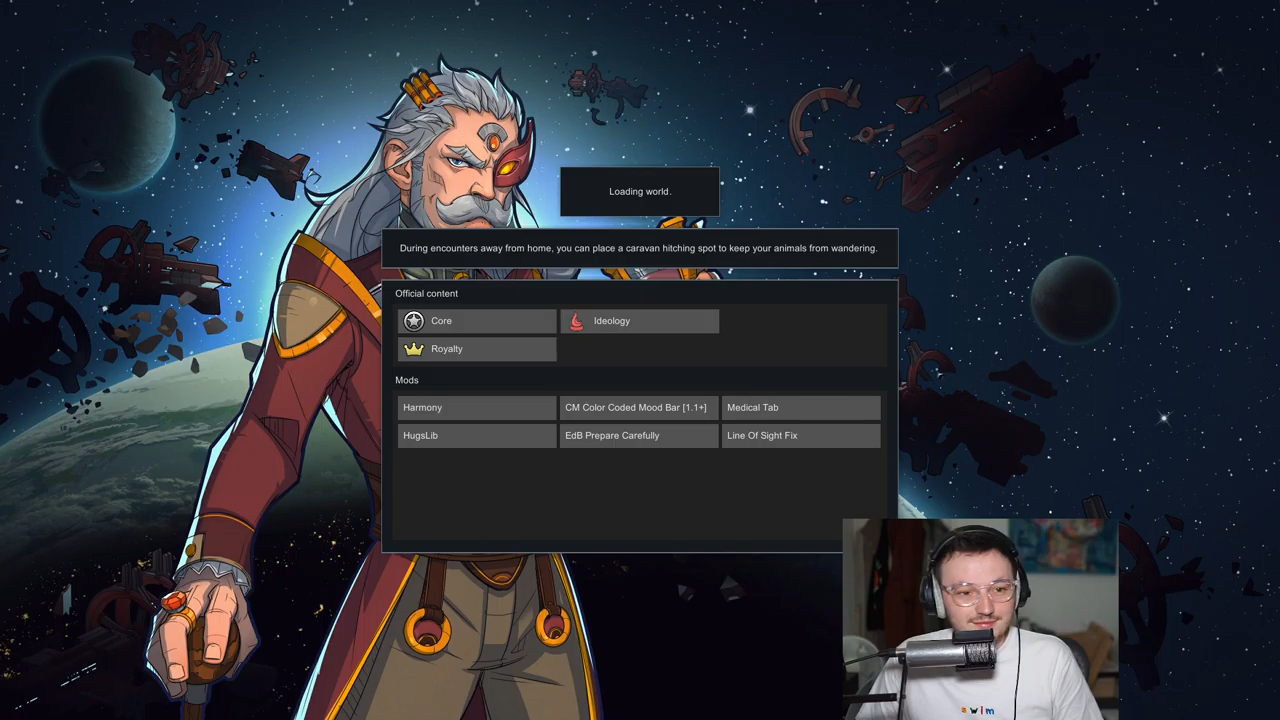 Loading world.
During encounters away from home, you can place a caravan hitching spot to keep your animals from wandering.
Official content
Core
Ideology
Royalty
Mods
Harmony
CM Color Coded Mood Bar [1.1+]
Medical Tab
HugsLib
EdB Prepare Carefully
Line Of Sight Fix
swim